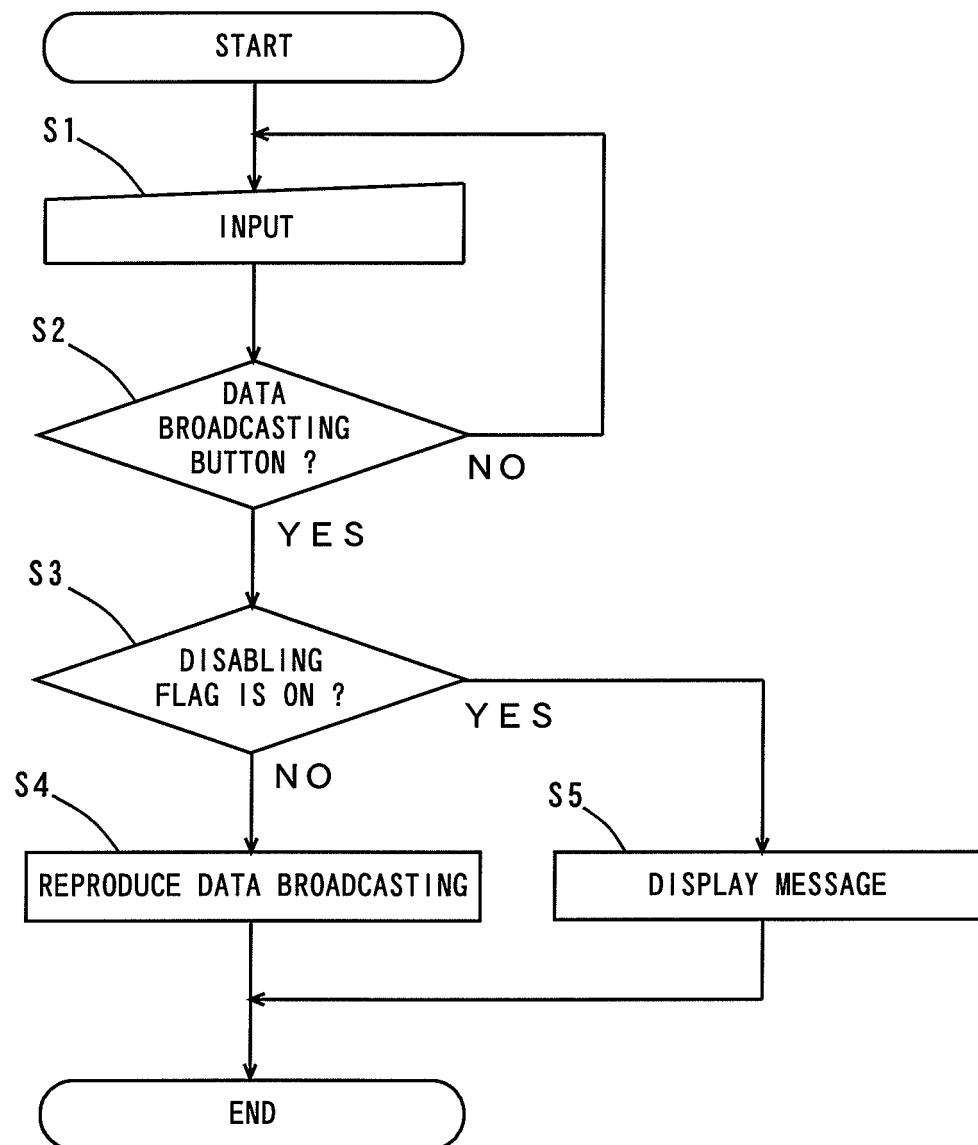 START
S1
INPUT
S2
DATA
BROADCASTING
BUTTON ?
NO
YES
S3
DISABLING
FLAG IS ON ?
YES
NO
S4
S5
REPRODUCE DATA BROADCASTING
DISPLAY MESSAGE
END